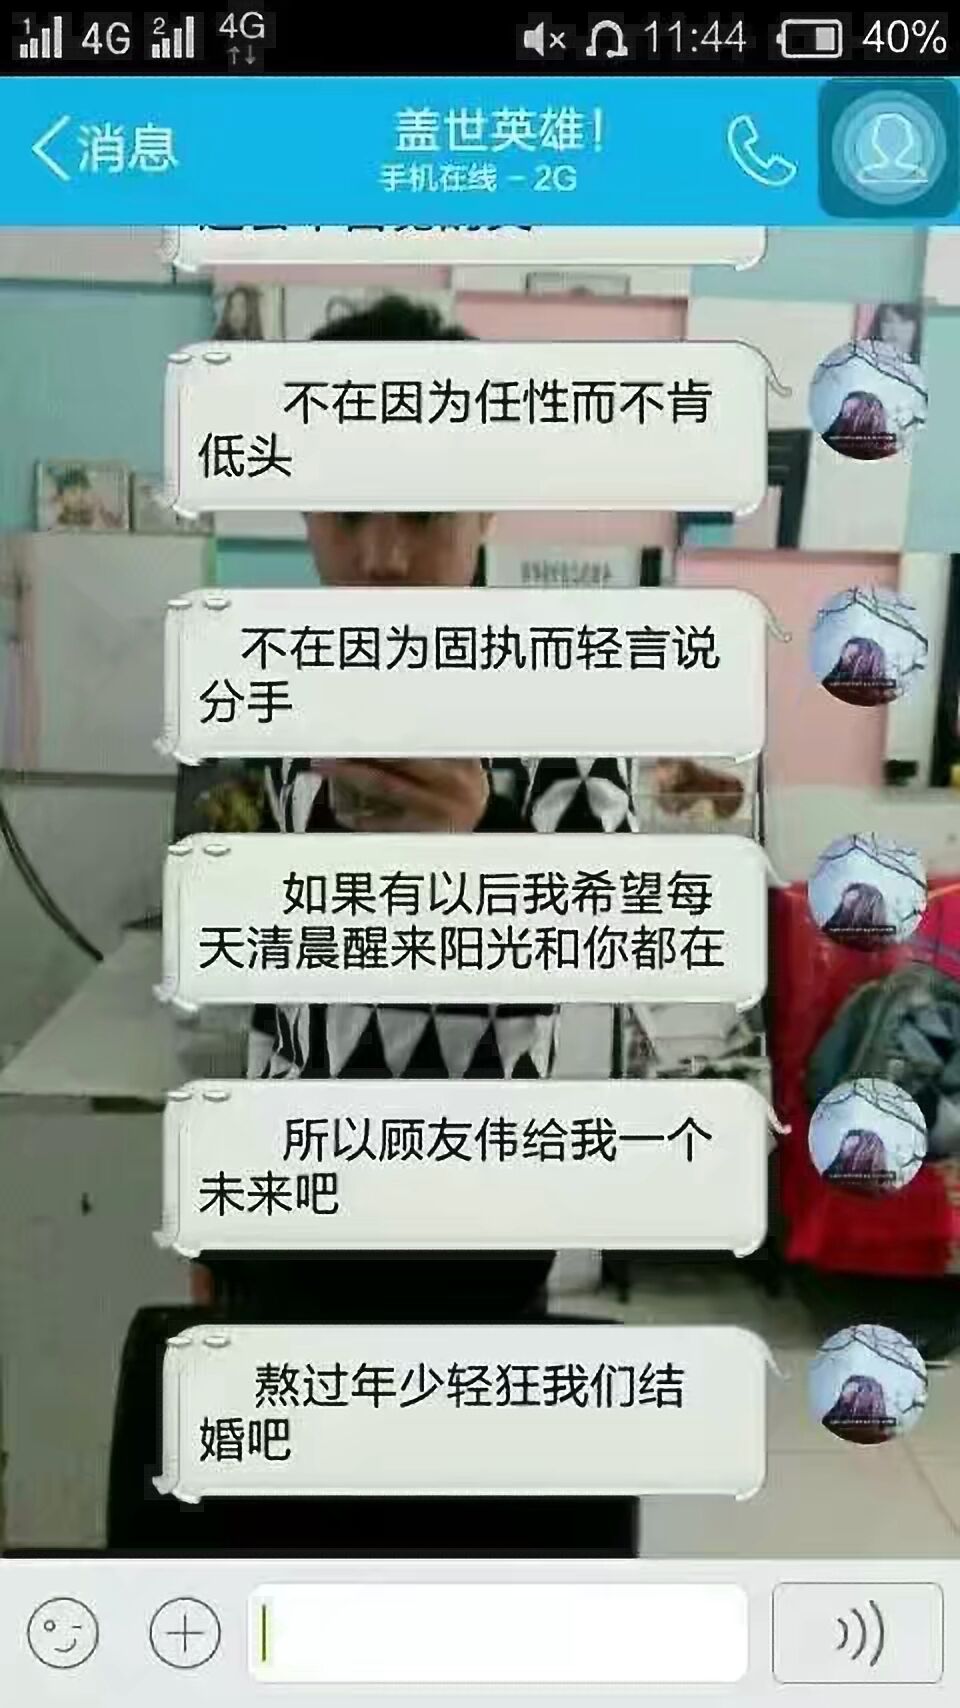 1 4G 2 4G 11:44 40%
消息
盖世英雄!
手机在线 - 2G
不在因为任性而不肯
低头
不在因为固执而轻言说
分手
如果有以后我希望每
天清晨醒来阳光和你都在
所以顾友伟给我一个
未来吧
熬过年少轻狂我们结
婚吧